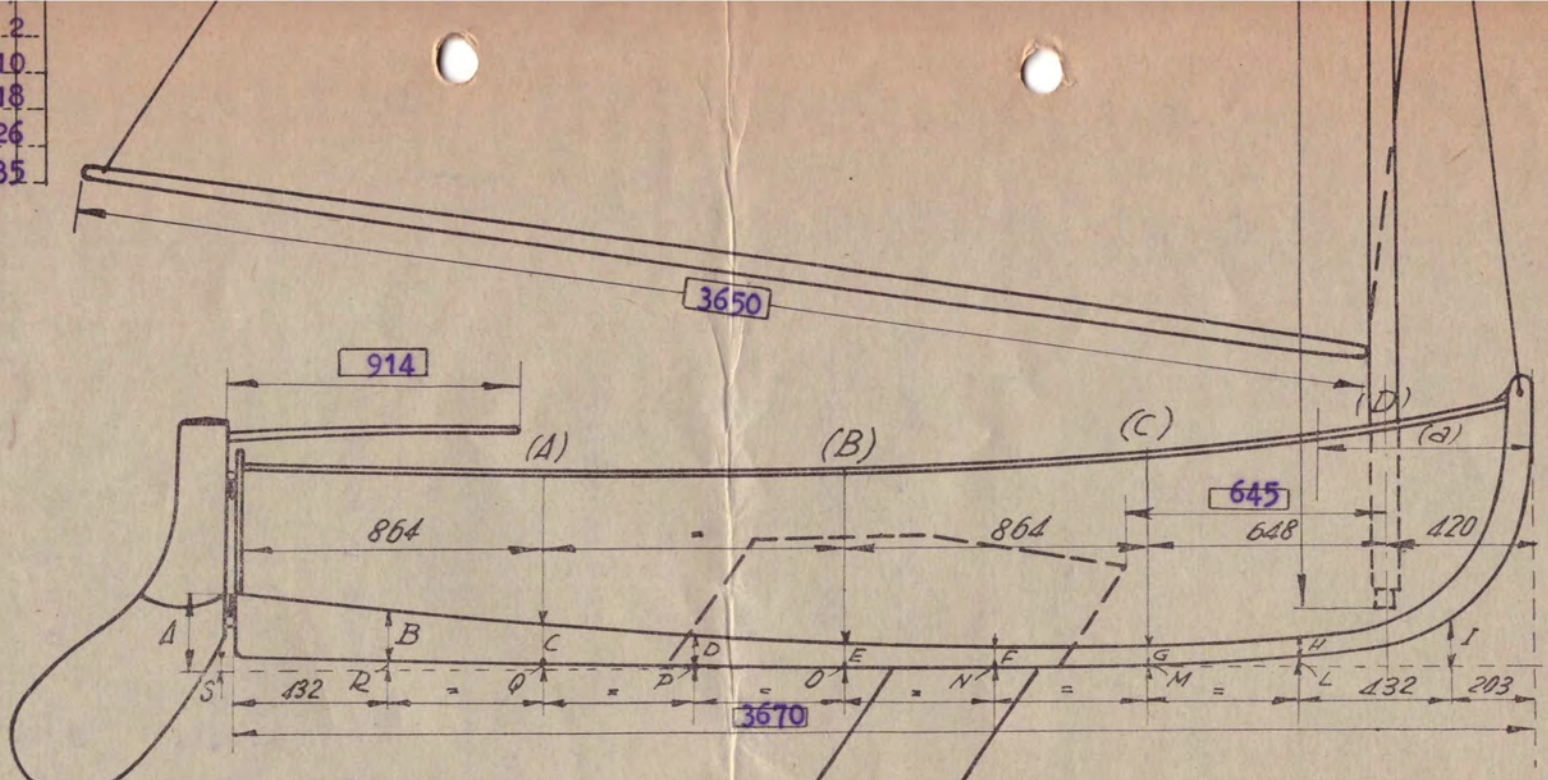 2
10
18
26
35
3650
914
(A)
(B)
(C)
(D)
(a)
645
864
=
864
648
420
A
B
C
D
E
F
G
H
I
S
R
Q
P
O
N
M
L
432
=
=
=
=
=
=
432
203
3670